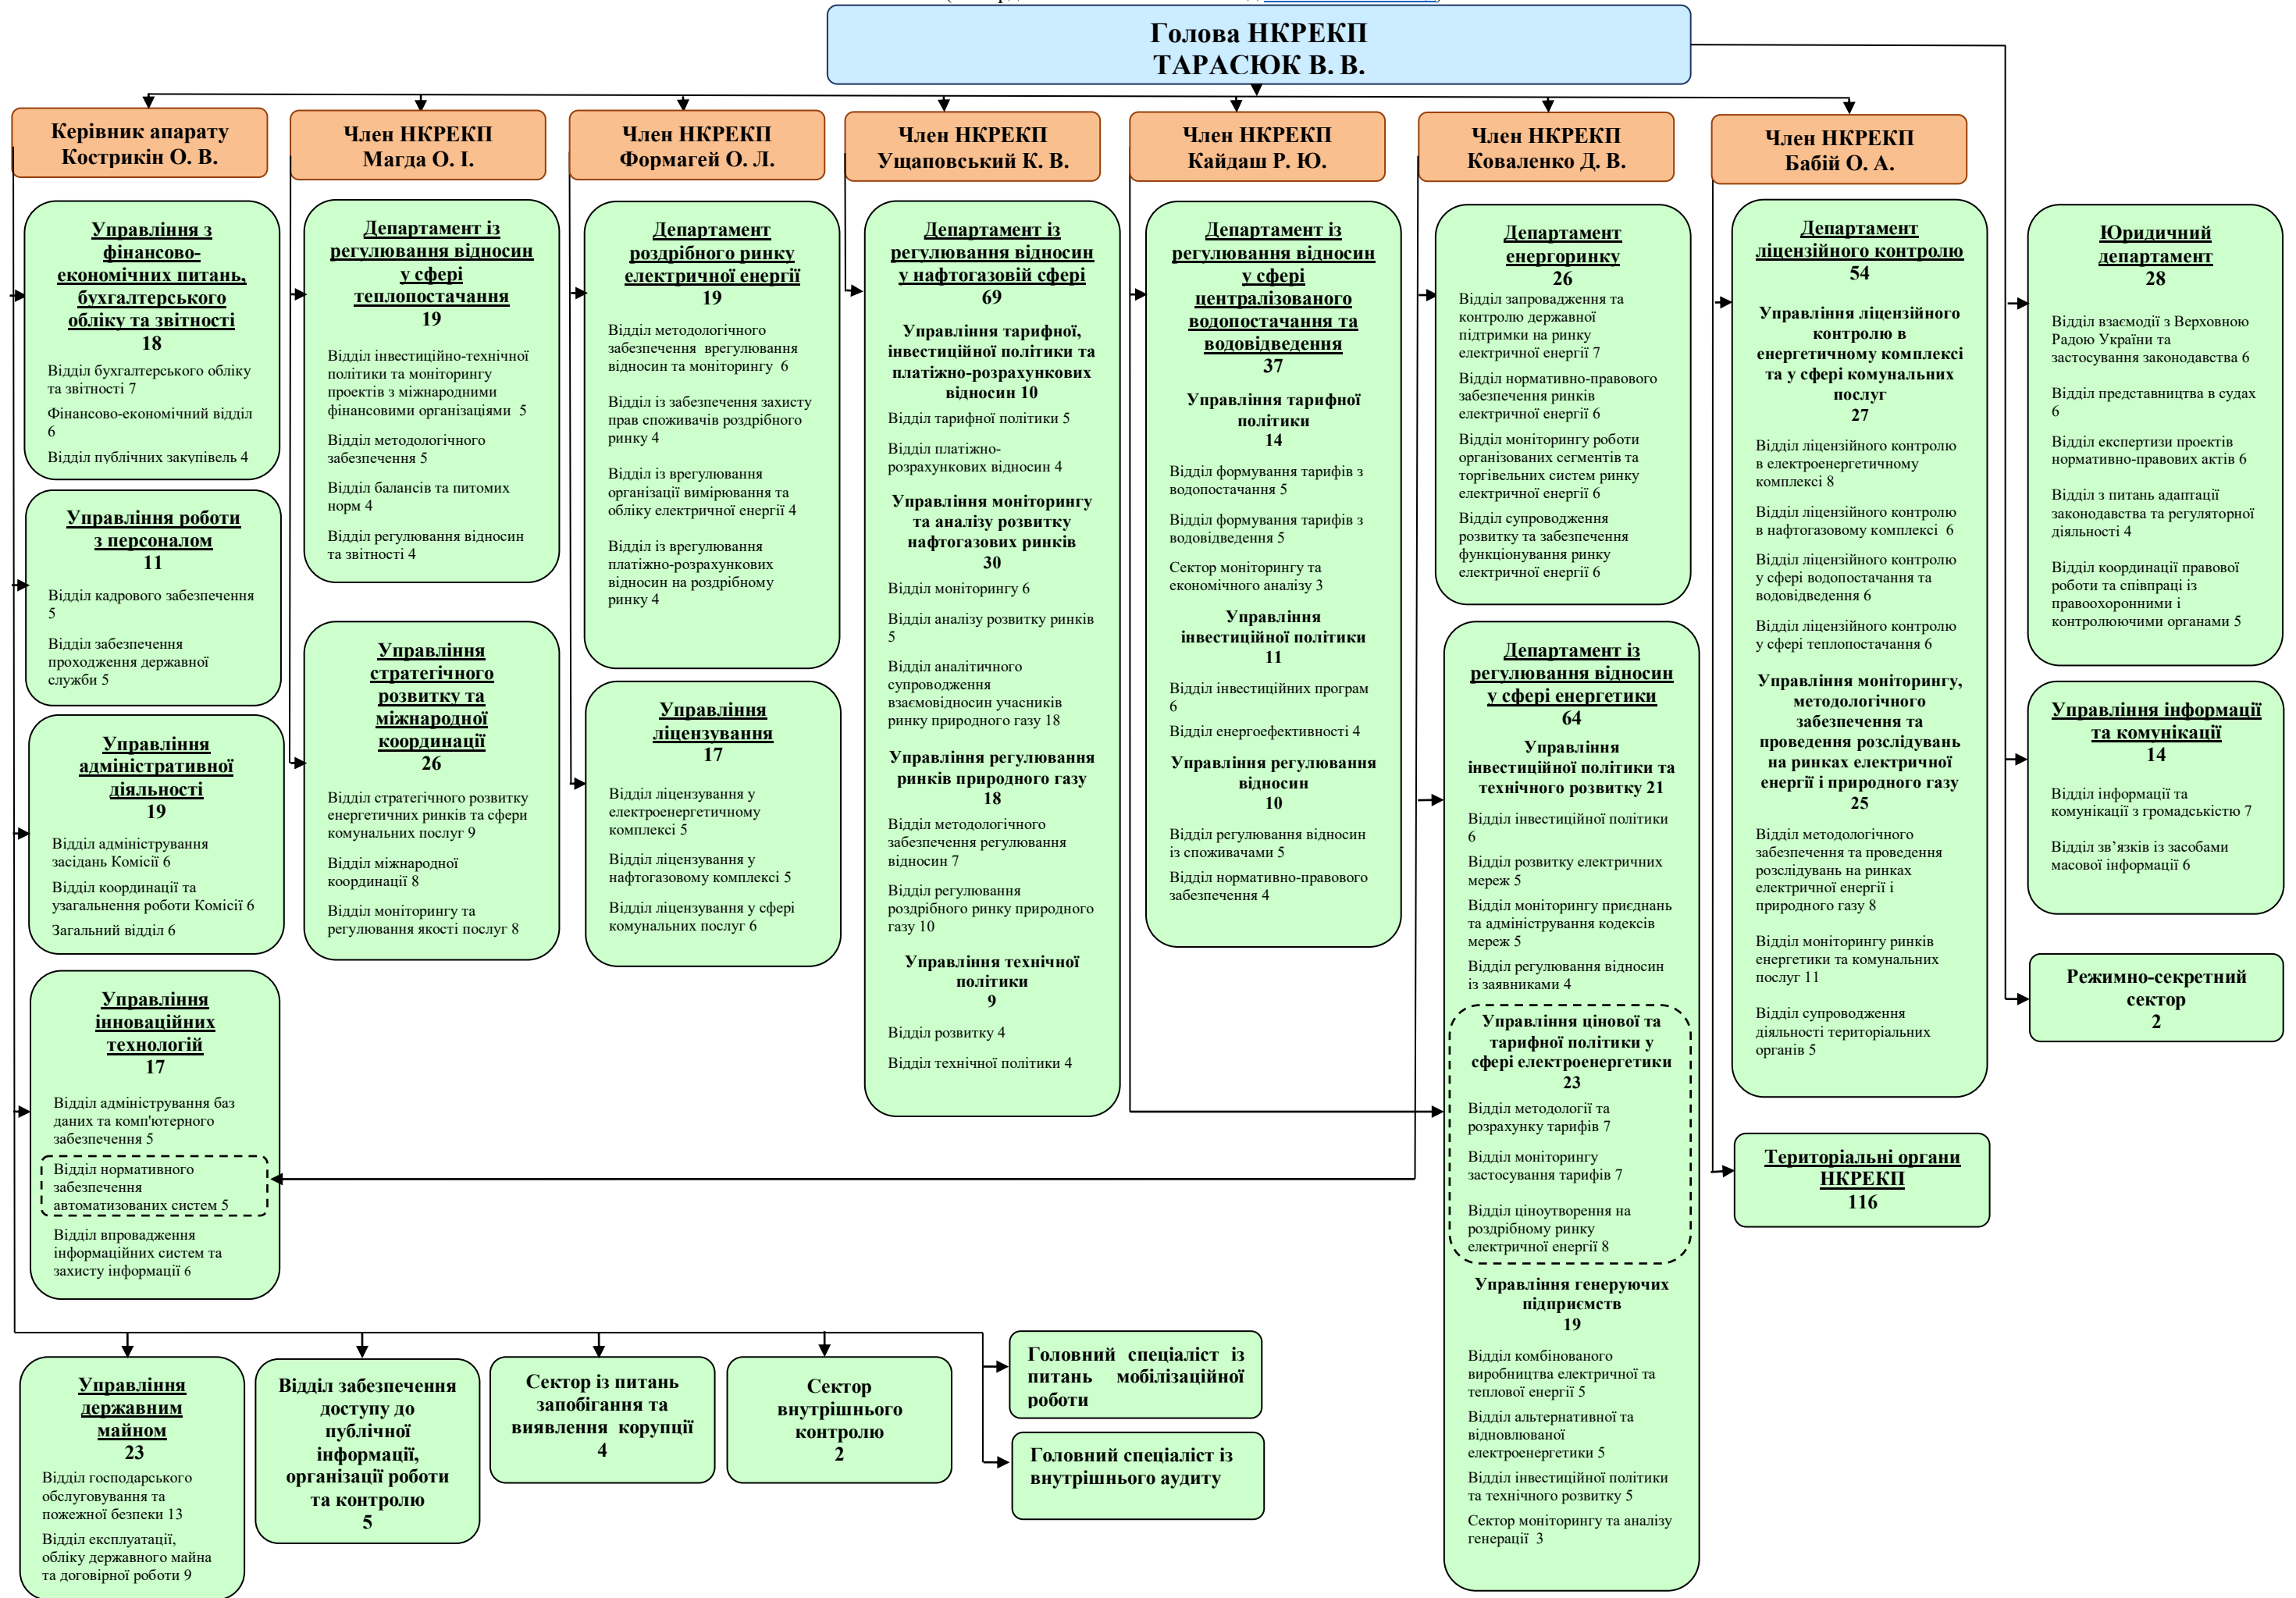 Голова НКРЕКП
ТАРАСЮК В. В.
Керівник апарату
Кострикін О. В.
Член НКРЕКП
Магда О. І.
Член НКРЕКП
Формагей О. Л.
Член НКРЕКП
Ущаповський К. В.
Член НКРЕКП
Кайдаш Р. Ю.
Член НКРЕКП
Коваленко Д. В.
Член НКРЕКП
Бабій О. А.
Управління з
фінансово-
економічних питань,
бухгалтерського
обліку та звітності
18
Відділ бухгалтерського обліку
та звітності 7
Фінансово-економічний відділ
6
Відділ публічних закупівель 4
Управління роботи
з персоналом
11
Відділ кадрового забезпечення
5
Відділ забезпечення
проходження державної
служби 5
Управління
адміністративної
діяльності
19
Відділ адміністрування
засідань Комісії 6
Відділ координації та
узагальнення роботи Комісії 6
Загальний відділ 6
Управління
інноваційних
технологій
17
Відділ адміністрування баз
даних та комп'ютерного
забезпечення 5
Відділ нормативного
забезпечення
автоматизованих систем 5
Відділ впровадження
інформаційних систем та
захисту інформації 6
Департамент із
регулювання відносин
у сфері
теплопостачання
19
Відділ інвестиційно-технічної
політики та моніторингу
проектів з міжнародними
фінансовими організаціями 5
Відділ методологічного
забезпечення 5
Відділ балансів та питомих
норм 4
Відділ регулювання відносин
та звітності 4
Управління
стратегічного
розвитку та
міжнародної
координації
26
Відділ стратегічного розвитку
енергетичних ринків та сфери
комунальних послуг 9
Відділ міжнародної
координації 8
Відділ моніторингу та
регулювання якості послуг 8
Департамент
роздрібного ринку
електричної енергії
19
Відділ методологічного
забезпечення врегулювання
відносин та моніторингу 6
Відділ із забезпечення захисту
прав споживачів роздрібного
ринку 4
Відділ із врегулювання
організації вимірювання та
обліку електричної енергії 4
Відділ із врегулювання
платіжно-розрахункових
відносин на роздрібному
ринку 4
Управління
ліцензування
17
Відділ ліцензування у
електроенергетичному
комплексі 5
Відділ ліцензування у
нафтогазовому комплексі 5
Відділ ліцензування у сфері
комунальних послуг 6
Департамент із
регулювання відносин
у нафтогазовій сфері
69
Управління тарифної,
інвестиційної політики та
платіжно-розрахункових
відносин 10
Відділ тарифної політики 5
Відділ платіжно-
розрахункових відносин 4
Управління моніторингу
та аналізу розвитку
нафтогазових ринків
30
Відділ моніторингу 6
Відділ аналізу розвитку ринків
5
Відділ аналітичного
супроводження
взаємовідносин учасників
ринку природного газу 18
Управління регулювання
ринків природного газу
18
Відділ методологічного
забезпечення регулювання
відносин 7
Відділ регулювання
роздрібного ринку природного
газу 10
Управління технічної
політики
9
Відділ розвитку 4
Відділ технічної політики 4
Департамент із
регулювання відносин
у сфері
централізованого
водопостачання та
водовідведення
37
Управління тарифної
політики
14
Відділ формування тарифів з
водопостачання 5
Відділ формування тарифів з
водовідведення 5
Сектор моніторингу та
економічного аналізу 3
Управління
інвестиційної політики
11
Відділ інвестиційних програм
6
Відділ енергоефективності 4
Управління регулювання
відносин
10
Відділ регулювання відносин
із споживачами 5
Відділ нормативно-правового
забезпечення 4
Департамент
енергоринку
26
Відділ запровадження та
контролю державної
підтримки на ринку
електричної енергії 7
Відділ нормативно-правового
забезпечення ринків
електричної енергії 6
Відділ моніторингу роботи
організованих сегментів та
торгівельних систем ринку
електричної енергії 6
Відділ супроводження
розвитку та забезпечення
функціонування ринку
електричної енергії 6
Департамент із
регулювання відносин
у сфері енергетики
64
Управління
інвестиційної політики та
технічного розвитку 21
Відділ інвестиційної політики
6
Відділ розвитку електричних
мереж 5
Відділ моніторингу приєднань
та адміністрування кодексів
мереж 5
Відділ регулювання відносин
із заявниками 4
Управління цінової та
тарифної політики у
сфері електроенергетики
23
Відділ методології та
розрахунку тарифів 7
Відділ моніторингу
застосування тарифів 7
Відділ ціноутворення на
роздрібному ринку
електричної енергії 8
Управління генеруючих
підприємств
19
Відділ комбінованого
виробництва електричної та
теплової енергії 5
Відділ альтернативної та
відновлюваної
електроенергетики 5
Відділ інвестиційної політики
та технічного розвитку 5
Сектор моніторингу та аналізу
генерації 3
Департамент
ліцензійного контролю
54
Управління ліцензійного
контролю в
енергетичному комплексі
та у сфері комунальних
послуг
27
Відділ ліцензійного контролю
в електроенергетичному
комплексі 8
Відділ ліцензійного контролю
в нафтогазовому комплексі 6
Відділ ліцензійного контролю
у сфері водопостачання та
водовідведення 6
Відділ ліцензійного контролю
у сфері теплопостачання 6
Управління моніторингу,
методологічного
забезпечення та
проведення розслідувань
на ринках електричної
енергії і природного газу
25
Відділ методологічного
забезпечення та проведення
розслідувань на ринках
електричної енергії і
природного газу 8
Відділ моніторингу ринків
енергетики та комунальних
послуг 11
Відділ супроводження
діяльності територіальних
органів 5
Територіальні органи
НКРЕКП
116
Юридичний
департамент
28
Відділ взаємодії з Верховною
Радою України та
застосування законодавства 6
Відділ представництва в судах
6
Відділ експертизи проектів
нормативно-правових актів 6
Відділ з питань адаптації
законодавства та регуляторної
діяльності 4
Відділ координації правової
роботи та співпраці із
правоохоронними і
контролюючими органами 5
Управління інформації
та комунікації
14
Відділ інформації та
комунікації з громадськістю 7
Відділ зв’язків із засобами
масової інформації 6
Режимно-секретний
сектор
2
Управління
державним
майном
23
Відділ господарського
обслуговування та
пожежної безпеки 13
Відділ експлуатації,
обліку державного майна
та договірної роботи 9
Відділ забезпечення
доступу до
публічної
інформації,
організації роботи
та контролю
5
Сектор із питань
запобігання та
виявлення корупції
4
Сектор
внутрішнього
контролю
2
Головний спеціаліст із
питань мобілізаційної
роботи
Головний спеціаліст із
внутрішнього аудиту